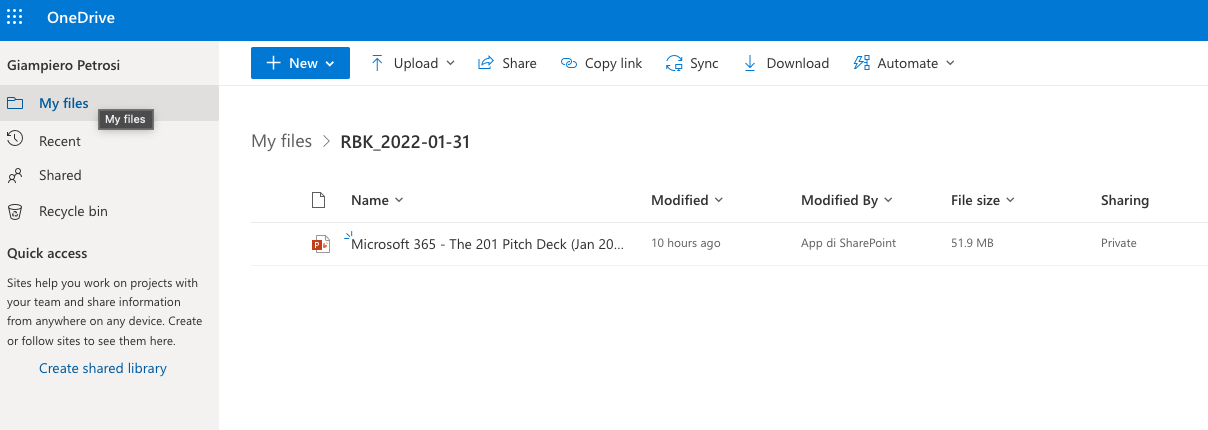 OneDrive
Giampiero Petrosi
My files
My files
Recent
Shared
Recycle bin
Quick access
Sites help you work on projects with
your team and share information
from anywhere on any device. Create
or follow sites to see them here.
Create shared library
New Upload Share Copy link Sync Download Automate
My files > RBK_2022-01-31
Name Modified Modified By File size Sharing
P Microsoft 365 - The 201 Pitch Deck (Jan 20... 10 hours ago App di SharePoint 51.9 MB Private